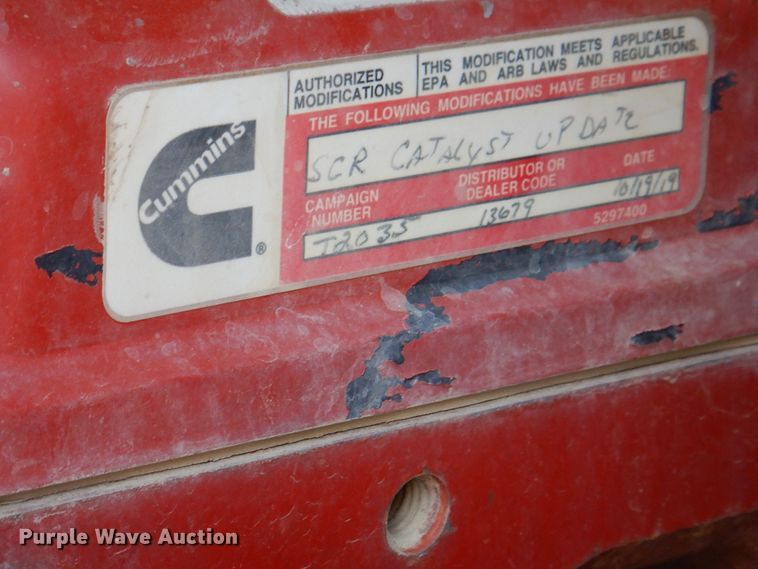 Cummins
®
AUTHORIZED
MODIFICATIONS
THIS MODIFICATION MEETS APPLICABLE
EPA AND ARB LAWS AND REGULATIONS.
THE FOLLOWING MODIFICATIONS HAVE BEEN MADE:
SCR CATALYST UPDATE
CAMPAIGN
NUMBER
DISTRIBUTOR OR
DEALER CODE
DATE
I2035
13679
10/19/19
5297400
Purple Wave Auction